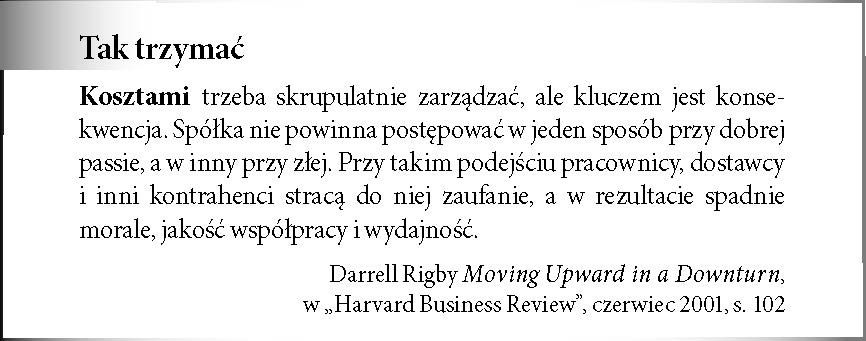 Tak trzymać
Kosztami trzeba skrupulatnie zarządzać, ale kluczem jest konse-
kwencja. Spółka nie powinna postępować w jeden sposób przy dobrej
passie, a w inny przy złej. Przy takim podejściu pracownicy, dostawcy
i inni kontrahenci stracą do niej zaufanie, a w rezultacie spadnie
morale, jakość współpracy i wydajność.
Darrell Rigby Moving Upward in a Downturn,
w „Harvard Business Review”, czerwiec 2001, s. 102